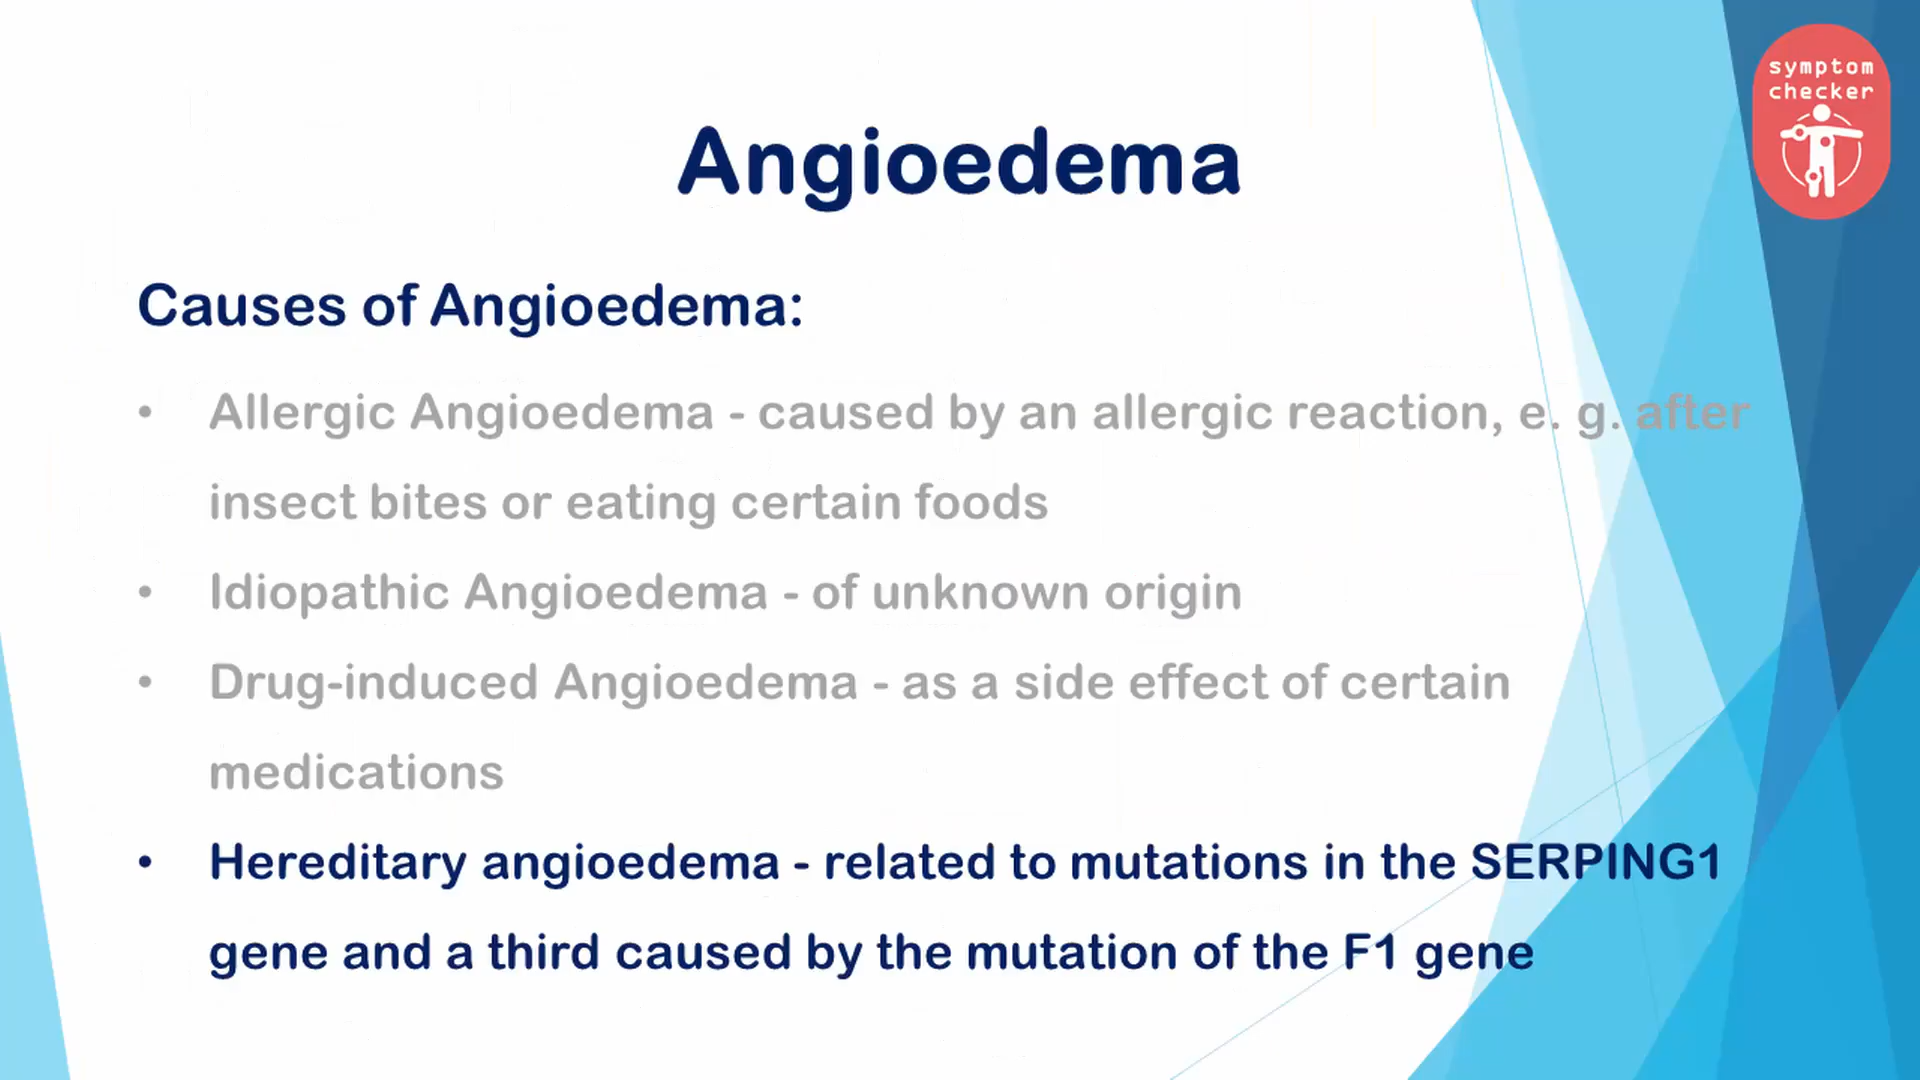 symptom
checker
Angioedema
Causes of Angioedema:
• Allergic Angioedema - caused by an allergic reaction, e. g. after
insect bites or eating certain foods
• Idiopathic Angioedema - of unknown origin
• Drug-induced Angioedema - as a side effect of certain
medications
• Hereditary angioedema - related to mutations in the SERPING1
gene and a third caused by the mutation of the F1 gene